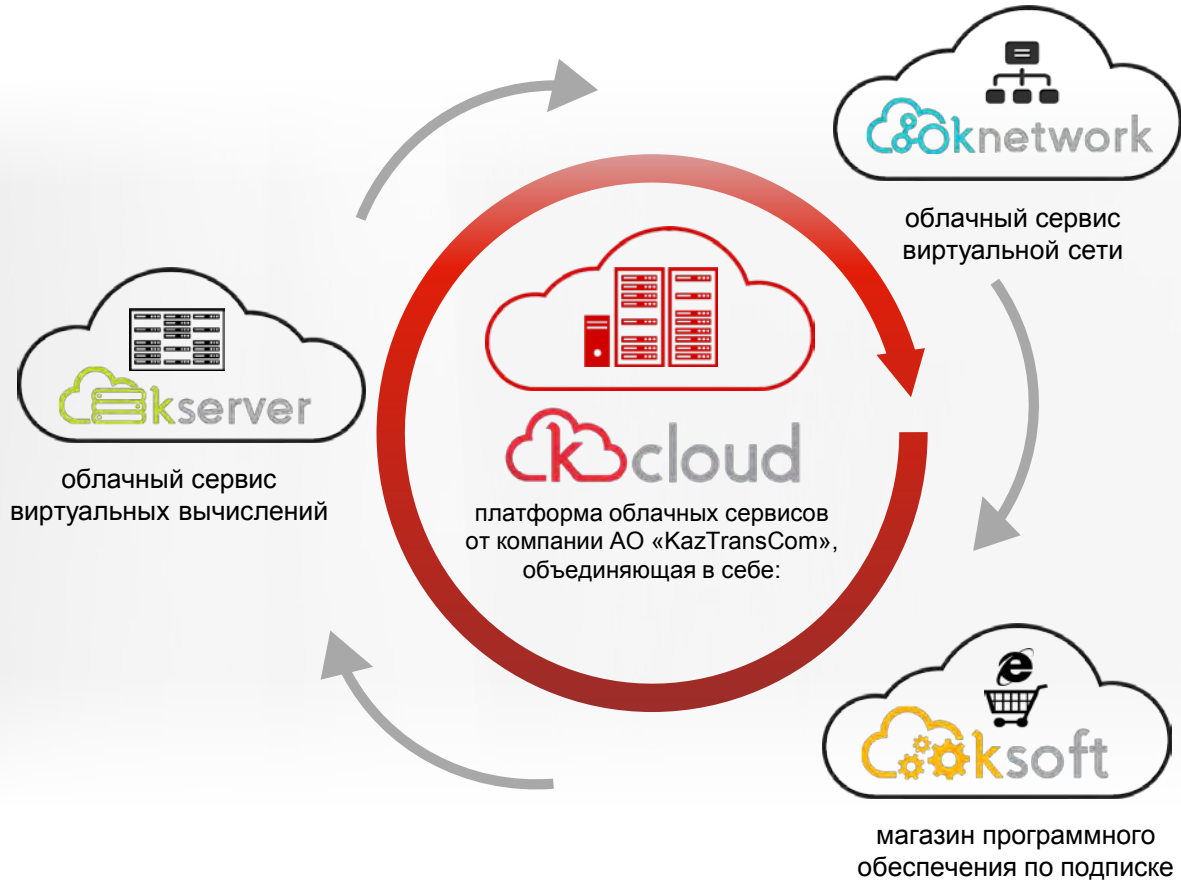 knetwork
облачный сервис
виртуальной сети
kserver
облачный сервис
виртуальных вычислений
kcloud
платформа облачных сервисов
от компании АО «KazTransCom»,
объединяющая в себе:
ksoft
магазин программного
обеспечения по подписке